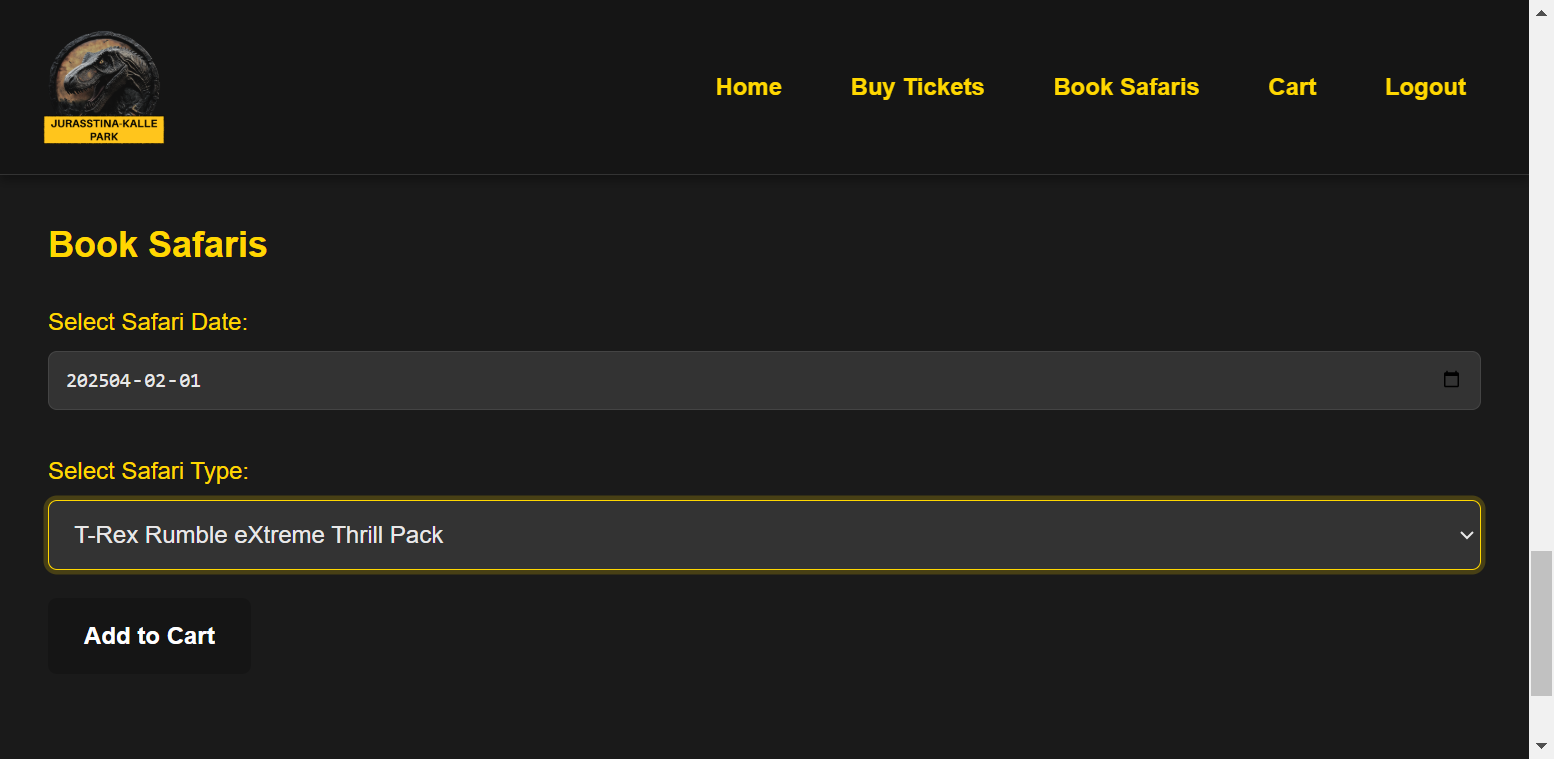 JURASSTINA-KALLE
PARK
Home Buy Tickets Book Safaris Cart Logout
Book Safaris
Select Safari Date:
202504-02-01
Select Safari Type:
T-Rex Rumble eXtreme Thrill Pack
Add to Cart